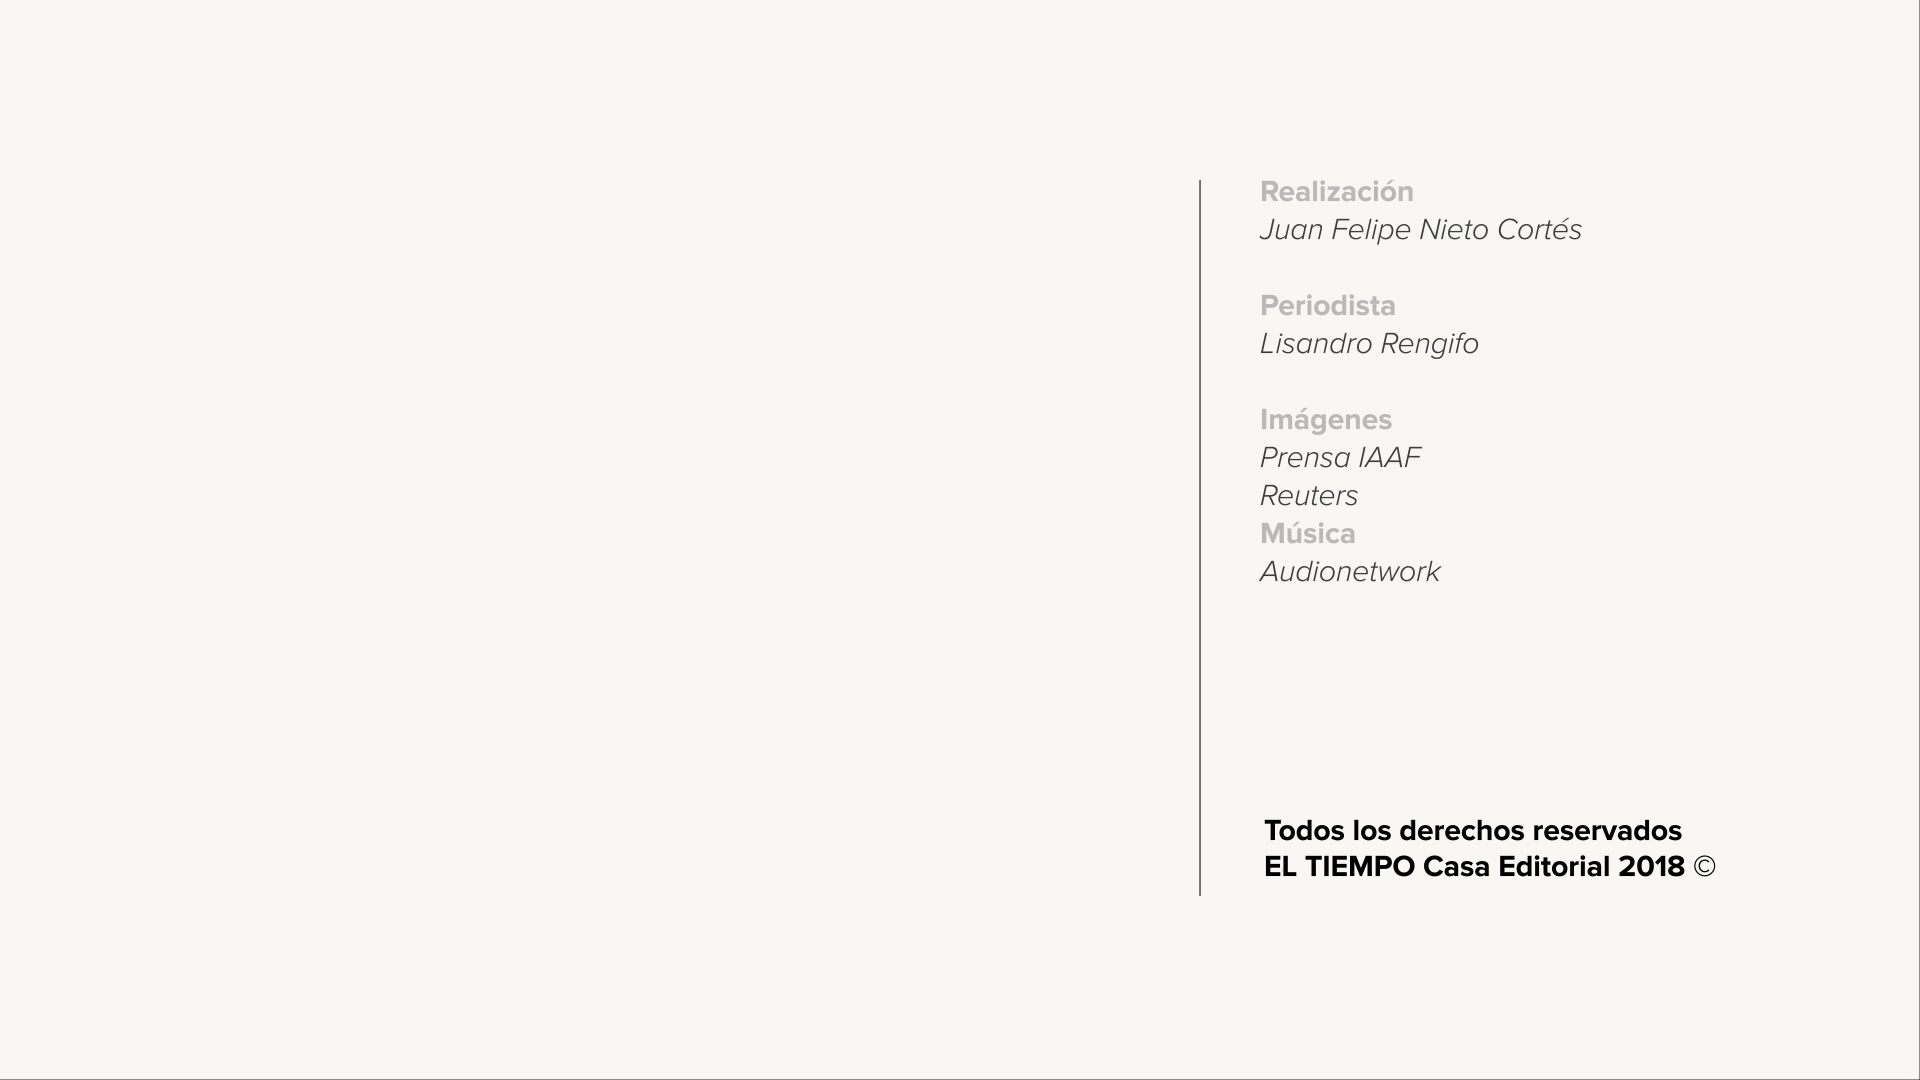 Realización
Juan Felipe Nieto Cortés
Periodista
Lisandro Rengifo
Imágenes
Prensa IAAF
Reuters
Música
Audionetwork
Todos los derechos reservados
EL TIEMPO Casa Editorial 2018 ©